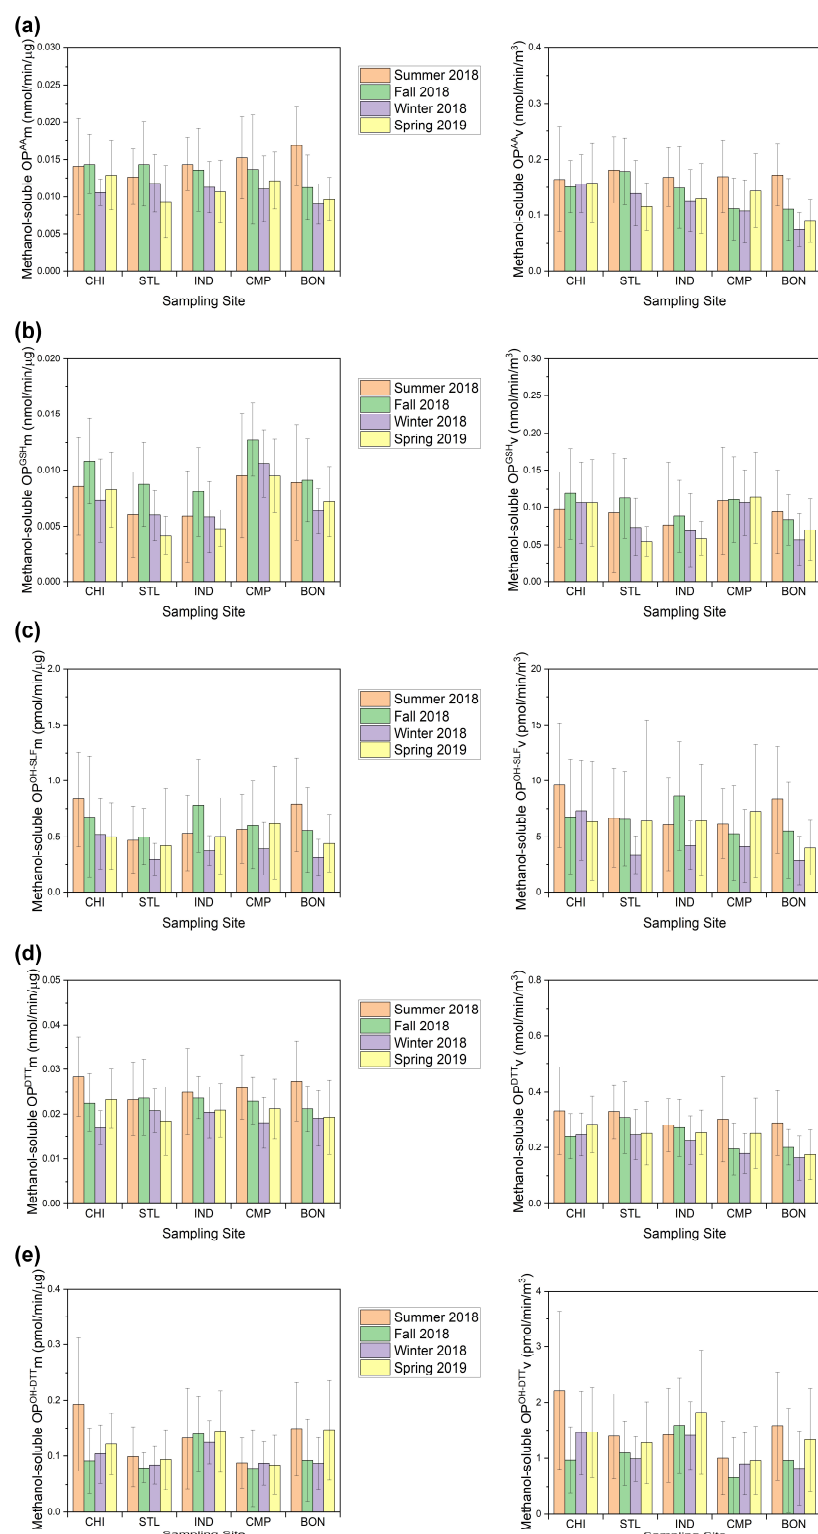 (a)
0.030
0.025
0.020
0.015
0.010
0.005
0.000
Methanol-soluble OP^AAm (nmol/min/µg)
CHI STL IND CMP BON
Sampling Site
Summer 2018
Fall 2018
Winter 2018
Spring 2019
0.4
0.3
0.2
0.1
0.0
Methanol-soluble OP^AAv (nmol/min/m³)
CHI STL IND CMP BON
Sampling Site
(b)
0.020
0.015
0.010
0.005
0.000
Methanol-soluble OP^GSHm (nmol/min/µg)
CHI STL IND CMP BON
Sampling Site
Summer 2018
Fall 2018
Winter 2018
Spring 2019
0.30
0.25
0.20
0.15
0.10
0.05
0.00
Methanol-soluble OP^GSHv (nmol/min/m³)
CHI STL IND CMP BON
Sampling Site
(c)
2.0
1.5
1.0
0.5
0.0
Methanol-soluble OP^OH-SLFm (pmol/min/µg)
CHI STL IND CMP BON
Sampling Site
Summer 2018
Fall 2018
Winter 2018
Spring 2019
20
15
10
5
0
Methanol-soluble OP^OH-SLFv (pmol/min/m³)
CHI STL IND CMP BON
Sampling Site
(d)
0.05
0.04
0.03
0.02
0.01
0.00
Methanol-soluble OP^DTTm (nmol/min/µg)
CHI STL IND CMP BON
Sampling Site
Summer 2018
Fall 2018
Winter 2018
Spring 2019
0.8
0.6
0.4
0.2
0.0
Methanol-soluble OP^DTTv (nmol/min/m³)
CHI STL IND CMP BON
Sampling Site
(e)
0.4
0.3
0.2
0.1
0.0
Methanol-soluble OP^OH-DTTm (pmol/min/µg)
CHI STL IND CMP BON
Sampling Site
Summer 2018
Fall 2018
Winter 2018
Spring 2019
4
3
2
1
0
Methanol-soluble OP^OH-DTTv (pmol/min/m³)
CHI STL IND CMP BON
Sampling Site